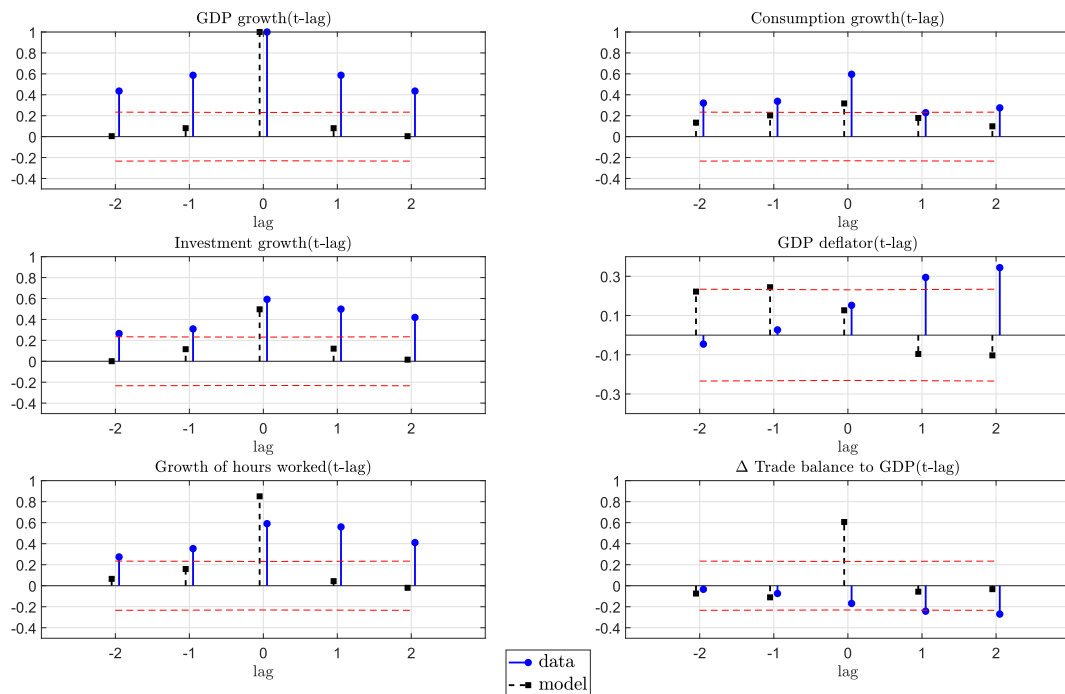 GDP growth(t-lag)
1
0.8
0.6
0.4
0.2
0
-0.2
-0.4
-2 -1 0 1 2
lag
Consumption growth(t-lag)
1
0.8
0.6
0.4
0.2
0
-0.2
-0.4
-2 -1 0 1 2
lag
Investment growth(t-lag)
1
0.8
0.6
0.4
0.2
0
-0.2
-0.4
-2 -1 0 1 2
lag
GDP deflator(t-lag)
0.3
0.1
-0.1
-0.3
-2 -1 0 1 2
lag
Growth of hours worked(t-lag)
1
0.8
0.6
0.4
0.2
0
-0.2
-0.4
-2 -1 0 1 2
lag
Δ Trade balance to GDP(t-lag)
1
0.8
0.6
0.4
0.2
0
-0.2
-0.4
-2 -1 0 1 2
lag
data
model